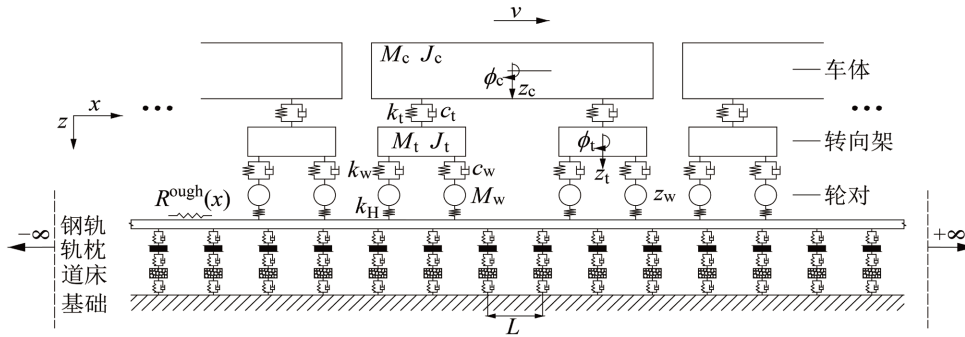 v
M_c J_c
ϕ_c
z_c
车体
x
z
k_t c_t
M_t J_t
ϕ_t
z_t
转向架
k_w c_w
M_w
z_w
轮对
R^ough(x)
k_H
钢轨
−∞
+∞
轨枕
道床
基础
L